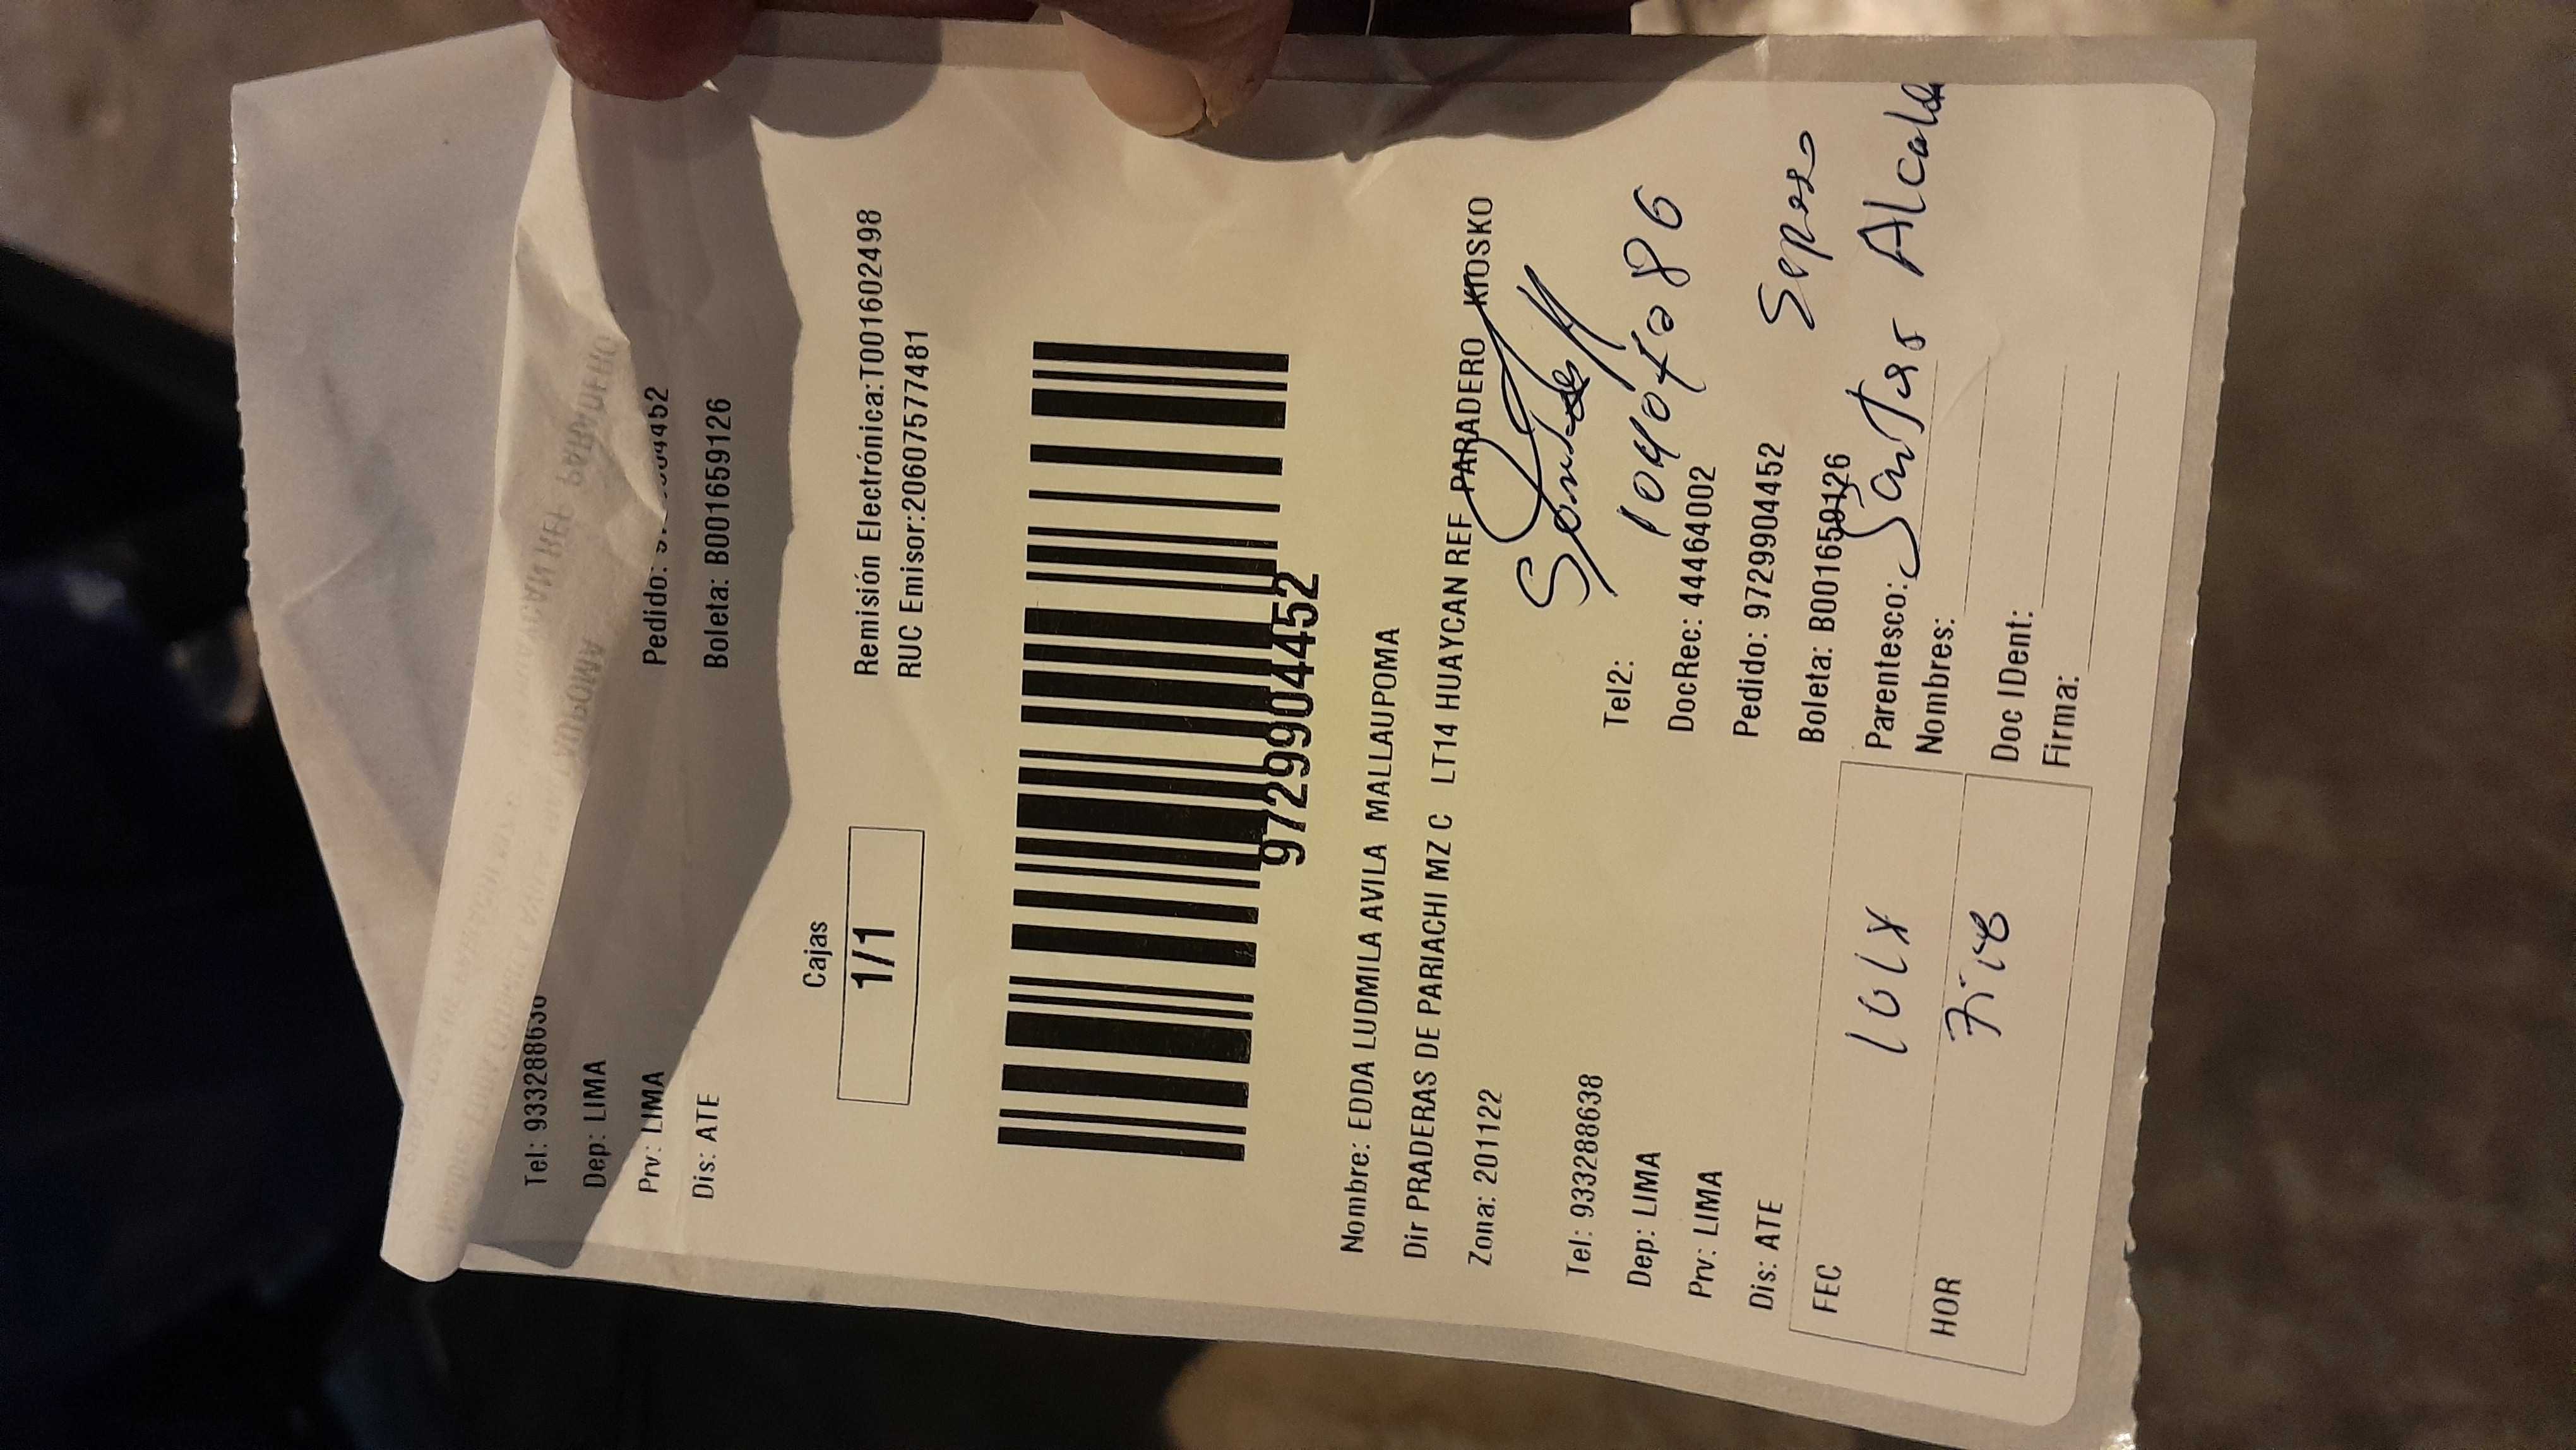 Tel: 933288638
Dep: LIMA
Prv: LIMA
Pedido:
Dis: ATE
Boleta: B001659126
Cajas
1/1
Remisión Electrónica:T001602498
RUC Emisor:20607577481
9729904452
Nombre: EDDA LUDMILA AVILA MALLAUPOMA
Dir PRADERAS DE PARIACHI MZ C LT14 HUAYCAN REF PARADERO KIOSKO
Zona: 201122
Tel: 933288638
Tel2:
Dep: LIMA
DocRec: 44464002
Prv: LIMA
Pedido: 9729904452
Dis: ATE
Boleta: B001659126
FEC
Parentesco:
Santos Alcalde
Nombres:
HOR
Doc IDent:
Firma: